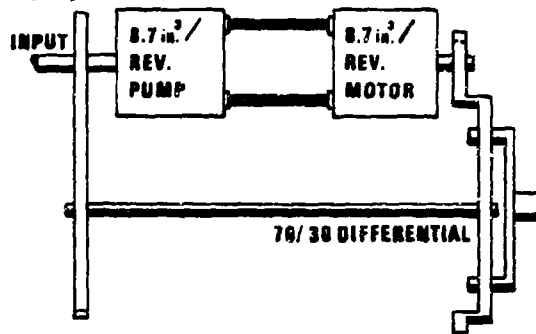 INPUT
8.7 in.³/
REV.
PUMP
8.7 in.³/
REV.
MOTOR
70/30 DIFFERENTIAL